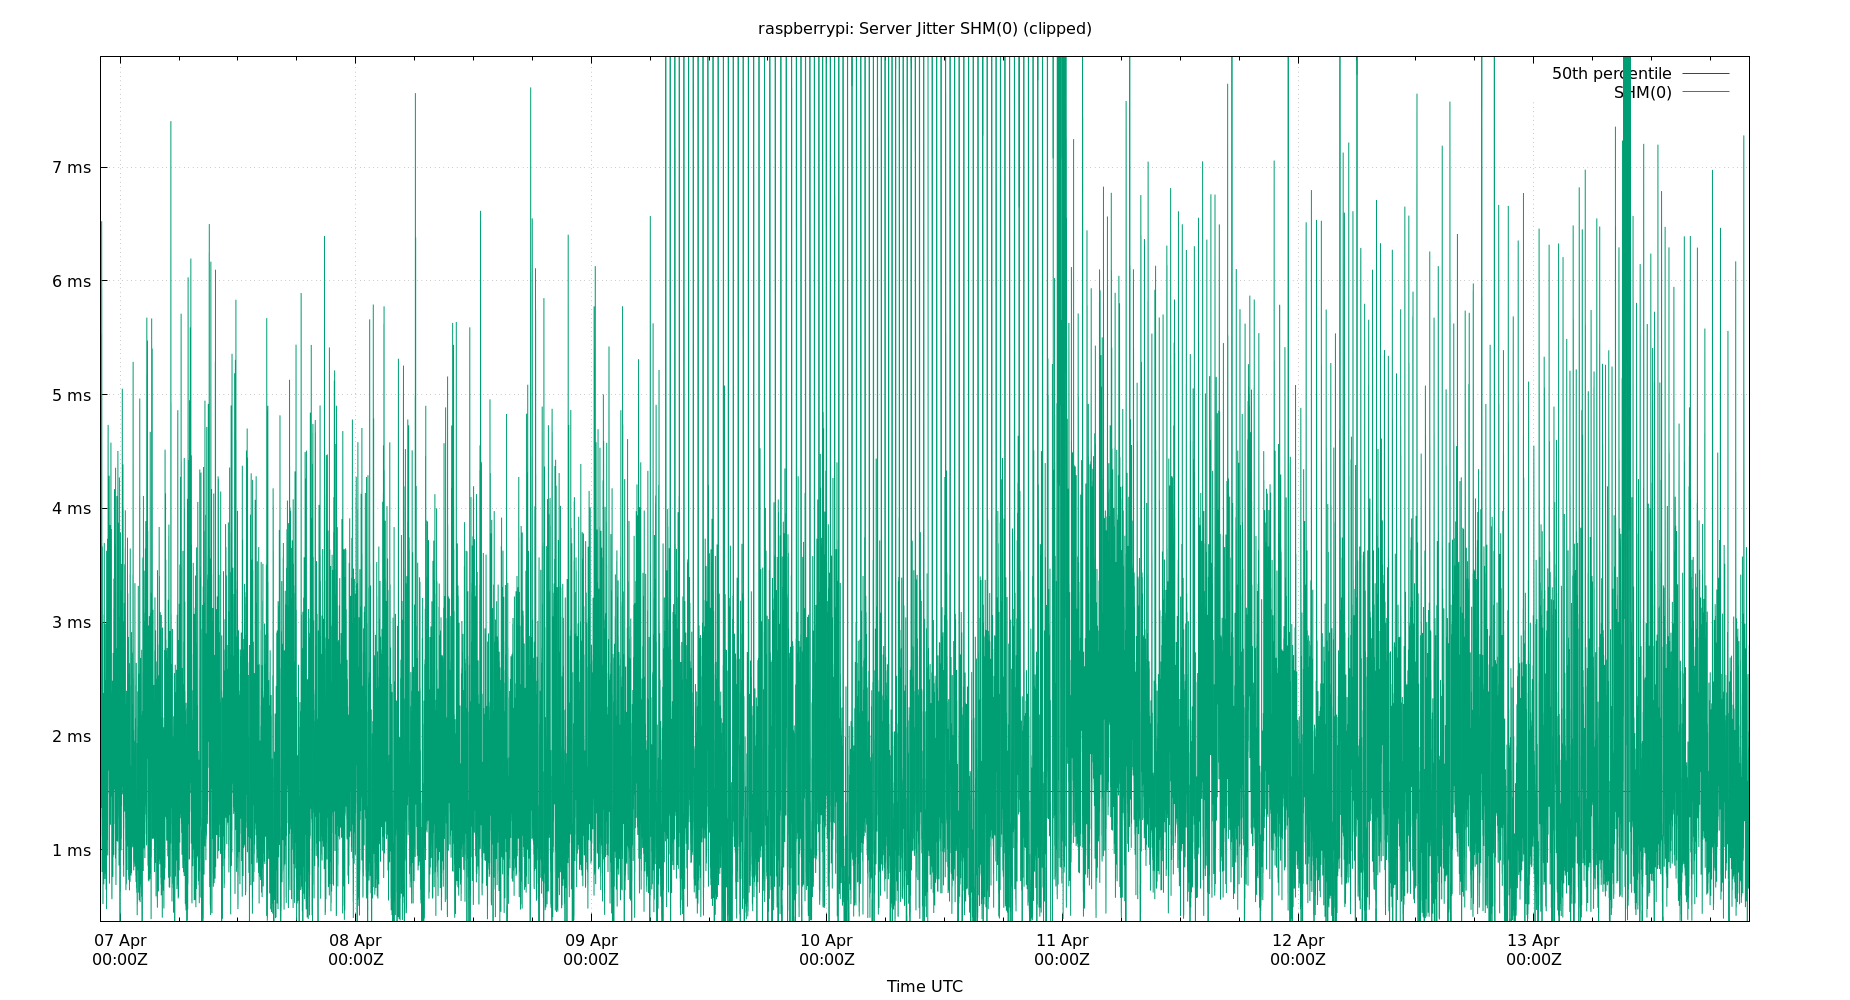 raspberrypi: Server Jitter SHM(0) (clipped)
50th percentile
SHM(0)
7 ms
6 ms
5 ms
4 ms
3 ms
2 ms
1 ms
07 Apr 08 Apr 09 Apr 10 Apr 11 Apr 12 Apr 13 Apr
00:00Z 00:00Z 00:00Z 00:00Z 00:00Z 00:00Z 00:00Z
Time UTC